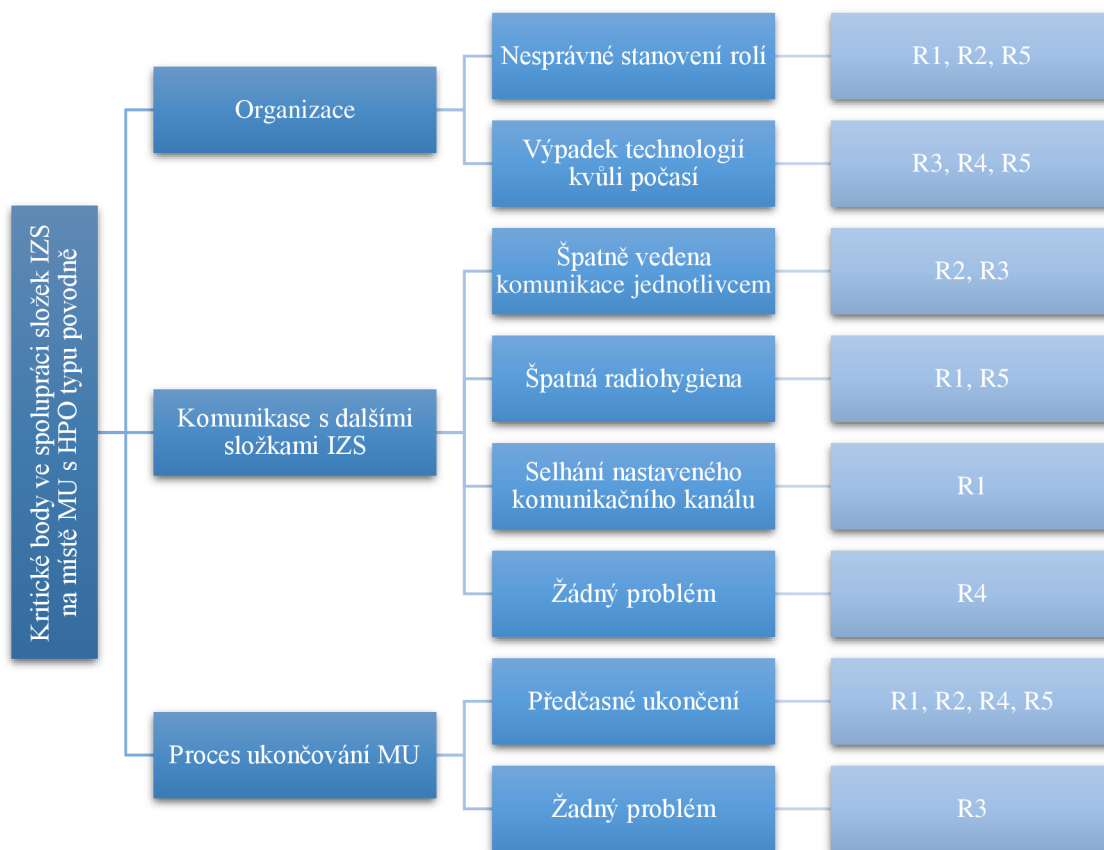 Kritické body ve spolupráci složek IZS
na místě MU s HPO typu povodně
Organizace
Nesprávné stanovení rolí
R1, R2, R5
Výpadek technologií
kvůli počasí
R3, R4, R5
Komunikase s dalšími
složkami IZS
Špatně vedena
komunikace jednotlivcem
R2, R3
Špatná radiohygiena
R1, R5
Selhání nastaveného
komunikačního kanálu
R1
Žádný problém
R4
Proces ukončování MU
Předčasné ukončení
R1, R2, R4, R5
Žadný problém
R3